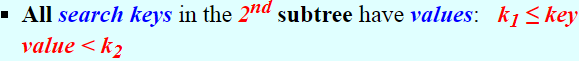 ▪ All search keys in the 2nd subtree have values: k1 ≤ key
value < k2